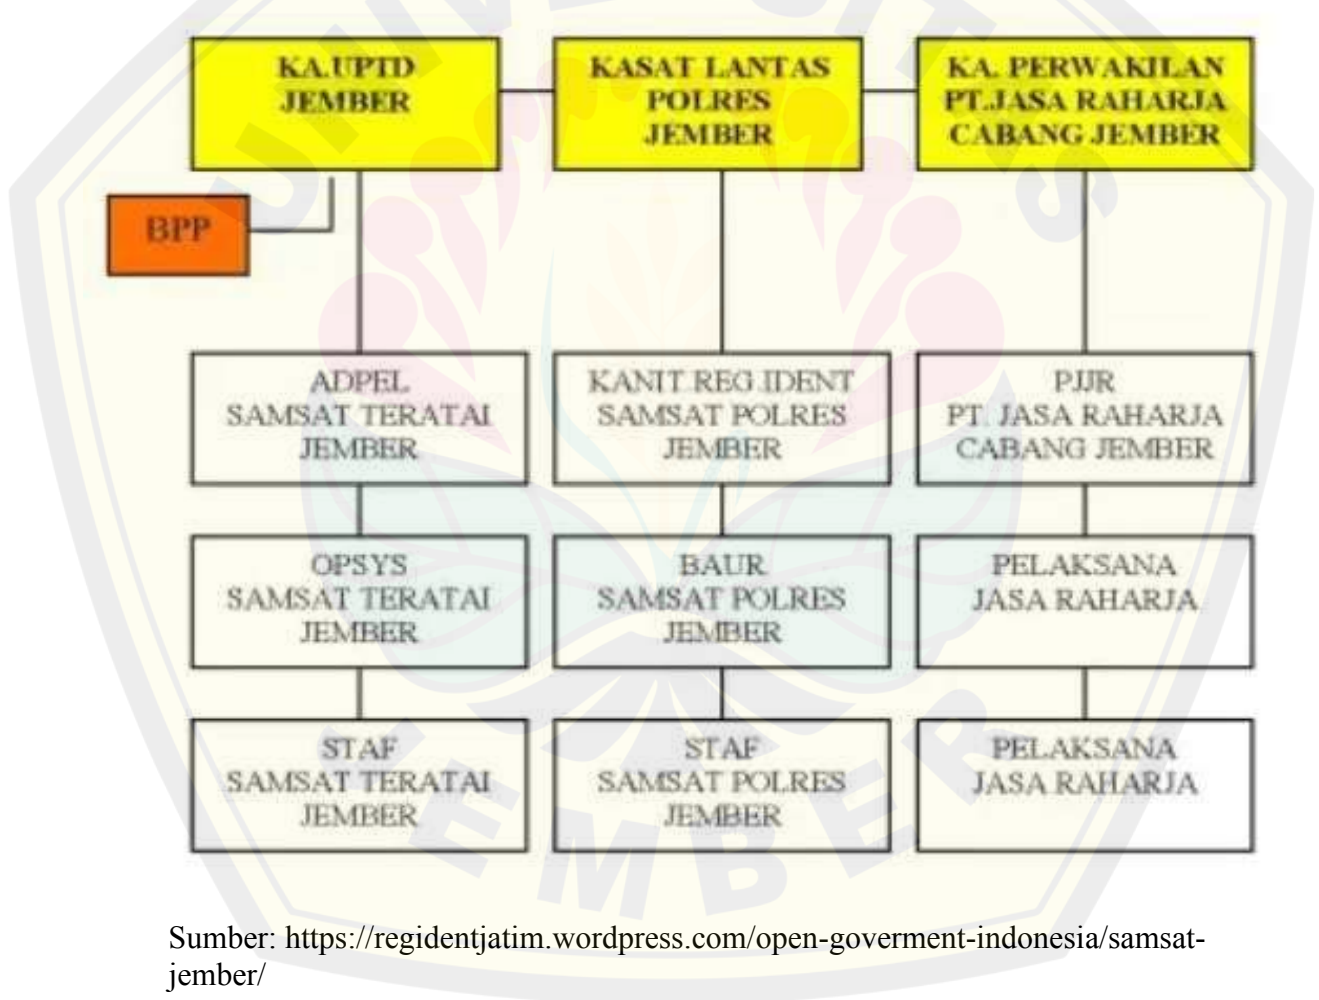 KA.UPTD
JEMBER
KASAT LANTAS
POLRES
JEMBER
KA. PERWAKILAN
PT.JASA RAHARJA
CABANG JEMBER
BPP
ADPEL
SAMSAT TERATAI
JEMBER
KANIT.REG.IDENT
SAMSAT POLRES
JEMBER
PJJR
PT. JASA RAHARJA
CABANG JEMBER
OPSYS
SAMSAT TERATAI
JEMBER
BAUR
SAMSAT POLRES
JEMBER
PELAKSANA
JASA RAHARJA
STAF
SAMSAT TERATAI
JEMBER
STAF
SAMSAT POLRES
JEMBER
PELAKSANA
JASA RAHARJA
Sumber: https://regidentjatim.wordpress.com/open-goverment-indonesia/samsat-
jember/
JEMBER